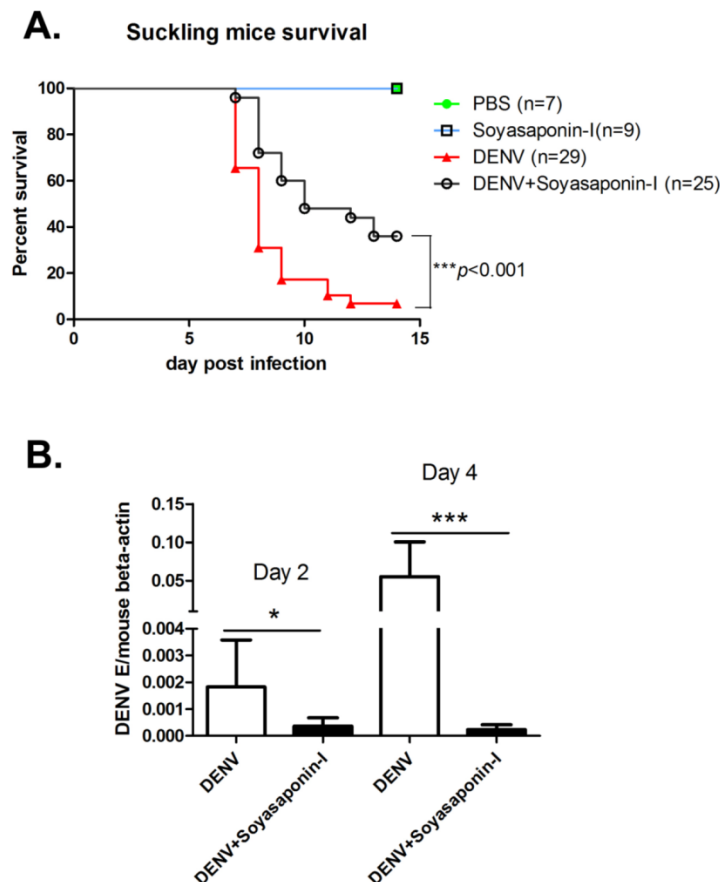 A.
Suckling mice survival
Percent survival
100
80
60
40
20
0
0
5
10
15
day post infection
PBS (n=7)
Soyasaponin-I(n=9)
DENV (n=29)
DENV+Soyasaponin-I (n=25)
***p<0.001
B.
DENV E/mouse beta-actin
0.15
0.10
0.05
0.004
0.003
0.002
0.001
0.000
Day 2
*
Day 4
***
DENV
DENV+Soyasaponin-I
DENV
DENV+Soyasaponin-I